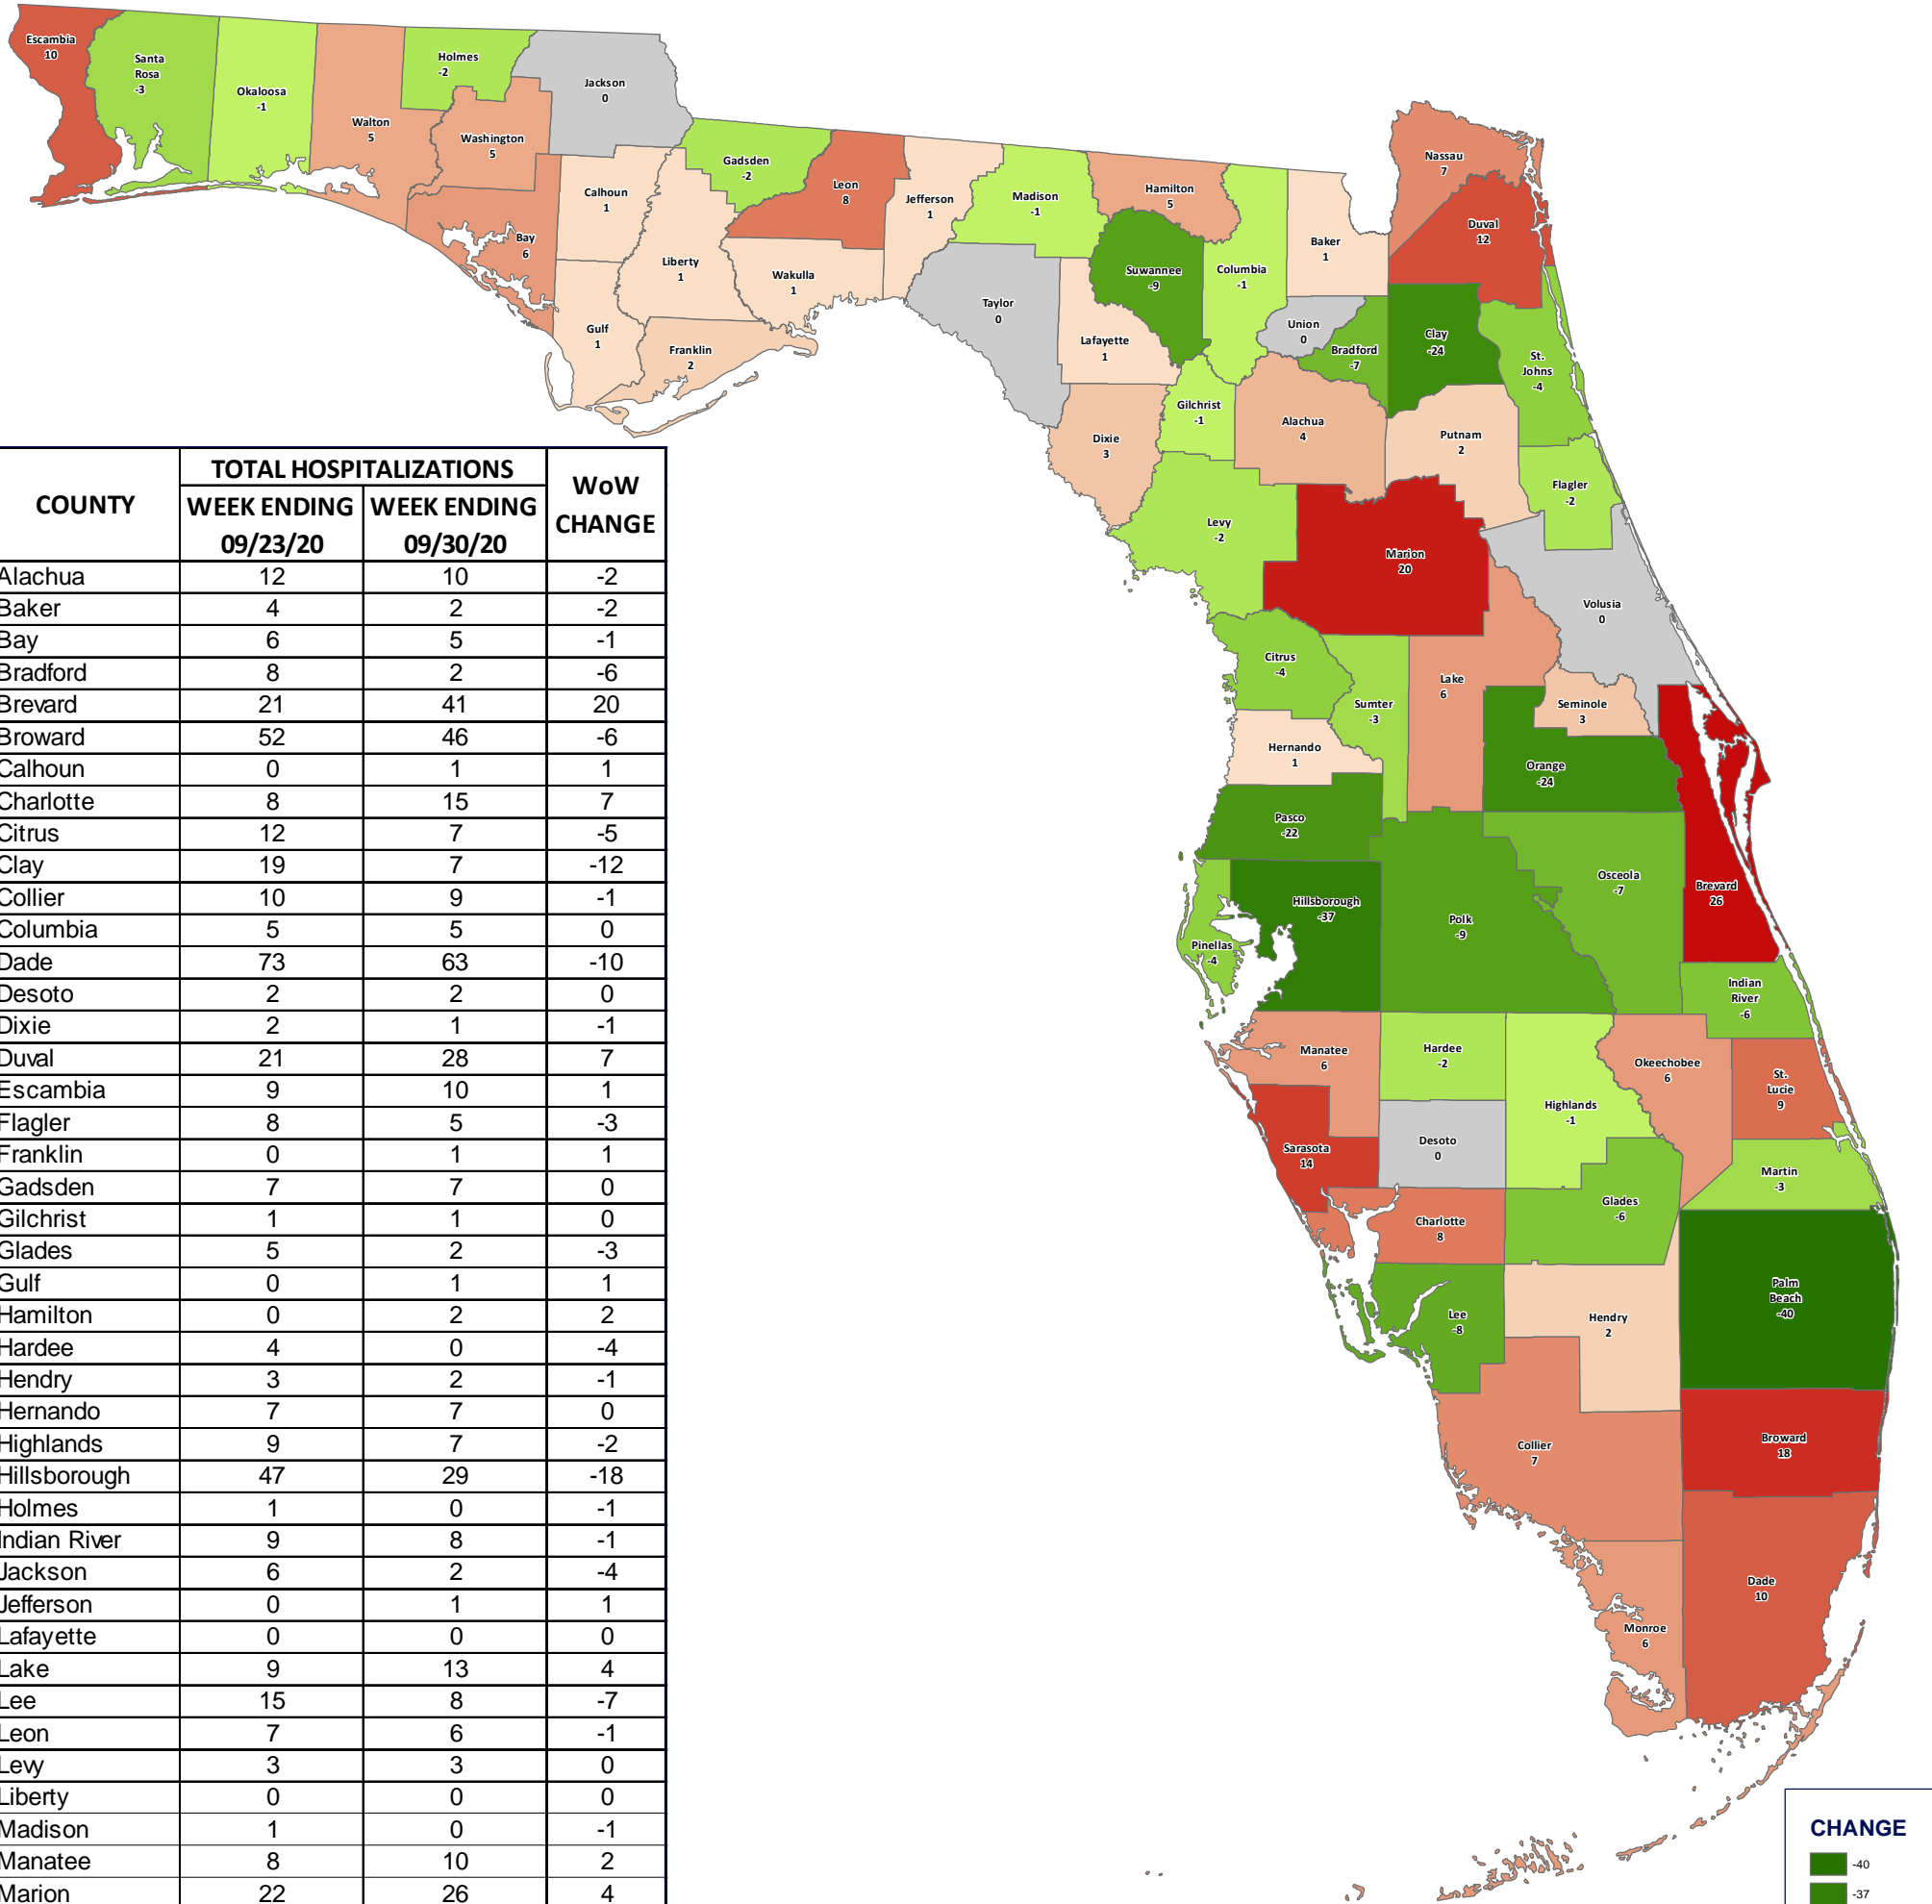 Escambia
10
Santa
Rosa
-3
Okaloosa
-1
Walton
5
Holmes
-2
Washington
5
Jackson
0
Bay
6
Calhoun
1
Gulf
1
Liberty
1
Franklin
2
Gadsden
-2
Leon
8
Wakulla
1
Jefferson
1
Madison
-1
Taylor
0
Hamilton
5
Suwannee
-9
Lafayette
1
Dixie
3
Columbia
-1
Gilchrist
-1
Baker
1
Union
0
Bradford
-7
Nassau
7
Duval
12
Clay
-24
St.
Johns
-4
Alachua
4
Putnam
2
Flagler
-2
Levy
-2
Marion
20
Volusia
0
Citrus
-4
Sumter
-3
Lake
6
Seminole
3
Hernando
1
Orange
-24
Pasco
-22
Osceola
-7
Brevard
26
Hillsborough
-37
Polk
-9
Pinellas
-4
Indian
River
-6
Manatee
6
Hardee
-2
Okeechobee
6
St.
Lucie
9
Highlands
-1
Sarasota
14
Desoto
0
Martin
-3
Glades
-6
Charlotte
8
Palm
Beach
-40
Lee
-8
Hendry
2
Collier
7
Broward
18
Dade
10
Monroe
6
COUNTY
TOTAL HOSPITALIZATIONS
WEEK ENDING
09/23/20
WEEK ENDING
09/30/20
WoW
CHANGE
Alachua 12 10 -2
Baker 4 2 -2
Bay 6 5 -1
Bradford 8 2 -6
Brevard 21 41 20
Broward 52 46 -6
Calhoun 0 1 1
Charlotte 8 15 7
Citrus 12 7 -5
Clay 19 7 -12
Collier 10 9 -1
Columbia 5 5 0
Dade 73 63 -10
Desoto 2 2 0
Dixie 2 1 -1
Duval 21 28 7
Escambia 9 10 1
Flagler 8 5 -3
Franklin 0 1 1
Gadsden 7 7 0
Gilchrist 1 1 0
Glades 5 2 -3
Gulf 0 1 1
Hamilton 0 2 2
Hardee 4 0 -4
Hendry 3 2 -1
Hernando 7 7 0
Highlands 9 7 -2
Hillsborough 47 29 -18
Holmes 1 0 -1
Indian River 9 8 -1
Jackson 6 2 -4
Jefferson 0 1 1
Lafayette 0 0 0
Lake 9 13 4
Lee 15 8 -7
Leon 7 6 -1
Levy 3 3 0
Liberty 0 0 0
Madison 1 0 -1
Manatee 8 10 2
Marion 22 26 4
CHANGE
-40
-37